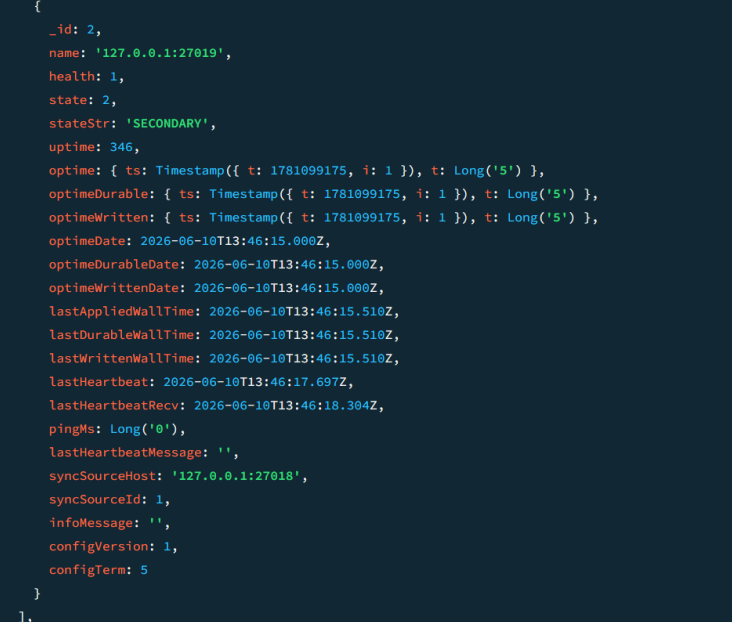 {
_id: 2,
name: '127.0.0.1:27019',
health: 1,
state: 2,
stateStr: 'SECONDARY',
uptime: 346,
optime: { ts: Timestamp({ t: 1781099175, i: 1 }), t: Long('5') },
optimeDurable: { ts: Timestamp({ t: 1781099175, i: 1 }), t: Long('5') },
optimeWritten: { ts: Timestamp({ t: 1781099175, i: 1 }), t: Long('5') },
optimeDate: 2026-06-10T13:46:15.000Z,
optimeDurableDate: 2026-06-10T13:46:15.000Z,
optimeWrittenDate: 2026-06-10T13:46:15.000Z,
lastAppliedWallTime: 2026-06-10T13:46:15.510Z,
lastDurableWallTime: 2026-06-10T13:46:15.510Z,
lastWrittenWallTime: 2026-06-10T13:46:15.510Z,
lastHeartbeat: 2026-06-10T13:46:17.697Z,
lastHeartbeatRecv: 2026-06-10T13:46:18.304Z,
pingMs: Long('0'),
lastHeartbeatMessage: '',
syncSourceHost: '127.0.0.1:27018',
syncSourceId: 1,
infoMessage: '',
configVersion: 1,
configTerm: 5
}
],